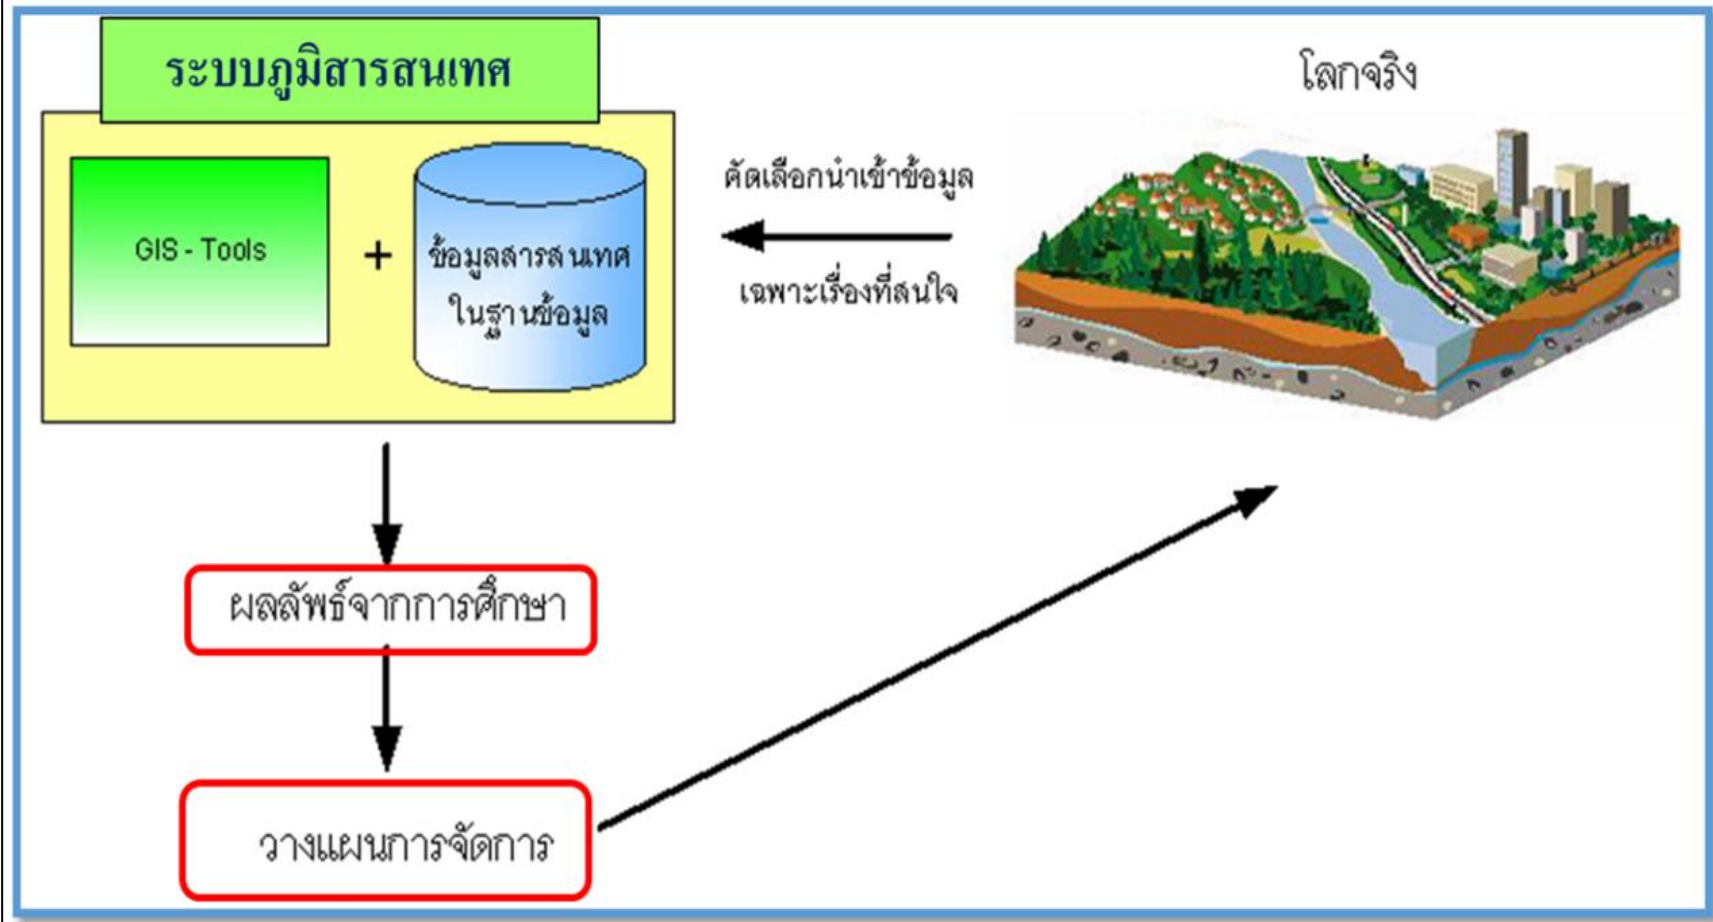 ระบบภูมิสารสนเทศ
โลกจริง
GIS - Tools
+
ข้อมูลสารสนเทศ
ในฐานข้อมูล
คัดเลือกนำเข้าข้อมูล
เฉพาะเรื่องที่สนใจ
ผลลัพธ์จากการศึกษา
วางแผนการจัดการ